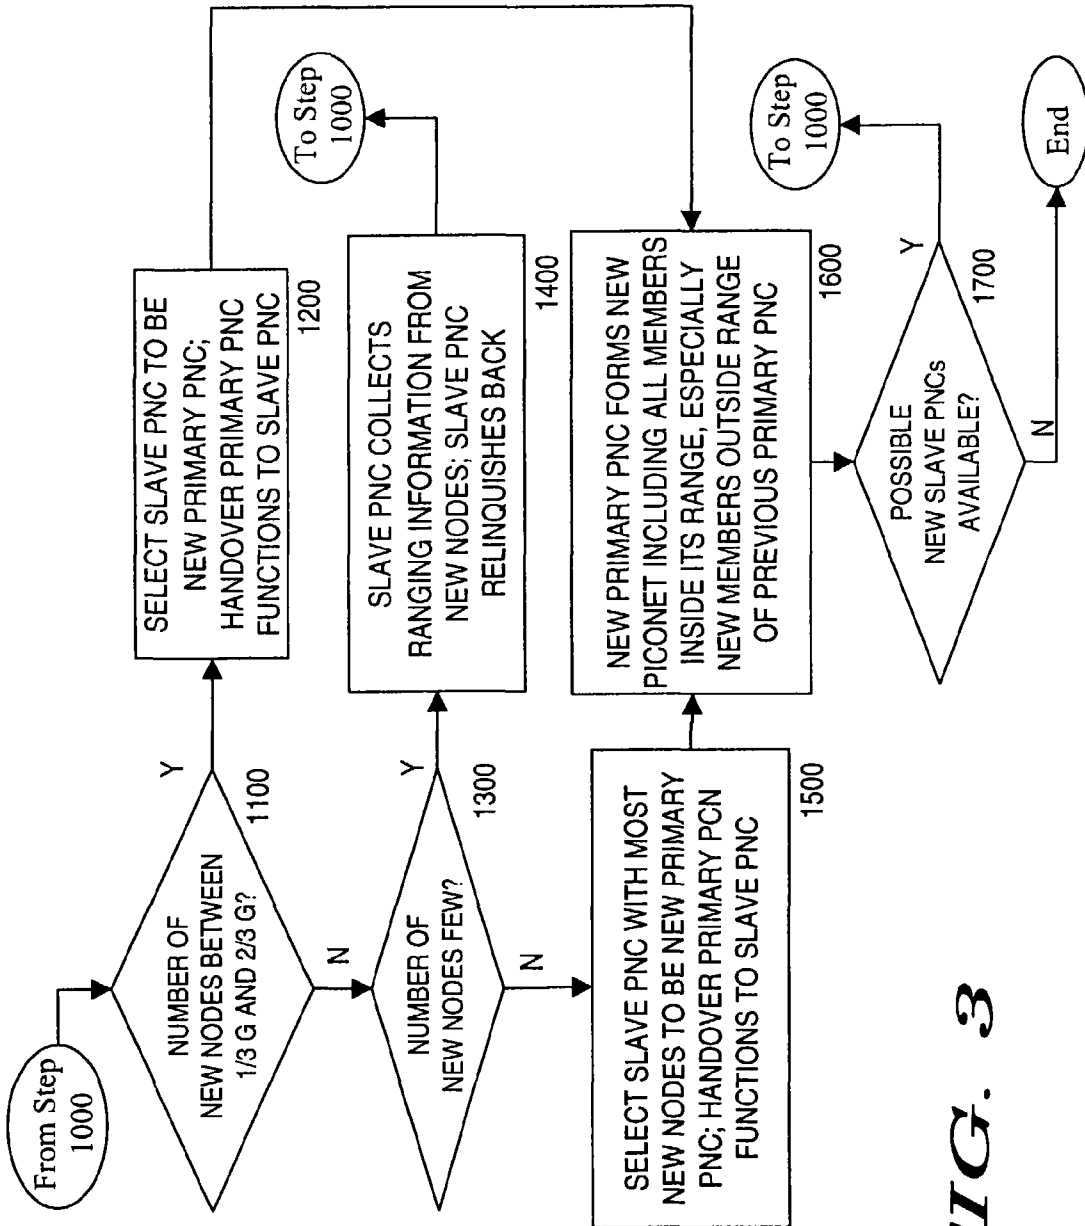 From Step
1000
NUMBER OF
NEW NODES BETWEEN
1/3 G AND 2/3 G?
1100
Y
N
SELECT SLAVE PNC TO BE
NEW PRIMARY PNC;
HANDOVER PRIMARY PNC
FUNCTIONS TO SLAVE PNC
1200
NUMBER OF
NEW NODES FEW?
1300
Y
N
SLAVE PNC COLLECTS
RANGING INFORMATION FROM
NEW NODES; SLAVE PNC
RELINQUISHES BACK
1400
To Step
1000
SELECT SLAVE PNC WITH MOST
NEW NODES TO BE NEW PRIMARY
PNC; HANDOVER PRIMARY PCN
FUNCTIONS TO SLAVE PNC
1500
NEW PRIMARY PNC FORMS NEW
PICONET INCLUDING ALL MEMBERS
INSIDE ITS RANGE, ESPECIALLY
NEW MEMBERS OUTSIDE RANGE
OF PREVIOUS PRIMARY PNC
1600
POSSIBLE
NEW SLAVE PNCs
AVAILABLE?
1700
Y
N
To Step
1000
End
FIG. 3